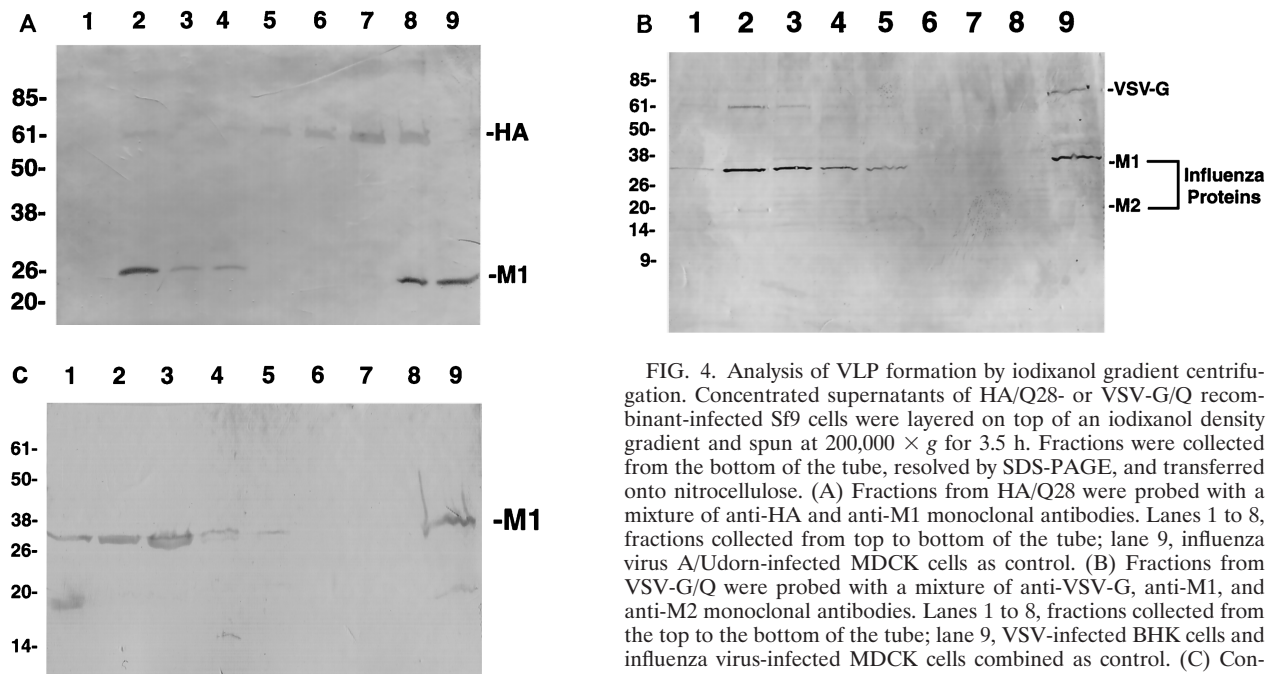 A 1 2 3 4 5 6 7 8 9
85-
61- -HA
50-
38-
26- -M1
20-
B 1 2 3 4 5 6 7 8 9
85- -VSV-G
61-
50-
38- -M1
26- Influenza
Proteins
20- -M2
14-
9-
C 1 2 3 4 5 6 7 8 9
61-
50-
38- -M1
26-
20-
14-
FIG. 4. Analysis of VLP formation by iodixanol gradient centrifu-
gation. Concentrated supernatants of HA/Q28- or VSV-G/Q recom-
binant-infected Sf9 cells were layered on top of an iodixanol density
gradient and spun at 200,000 × g for 3.5 h. Fractions were collected
from the bottom of the tube, resolved by SDS-PAGE, and transferred
onto nitrocellulose. (A) Fractions from HA/Q28 were probed with a
mixture of anti-HA and anti-M1 monoclonal antibodies. Lanes 1 to 8,
fractions collected from top to bottom of the tube; lane 9, influenza
virus A/Udorn-infected MDCK cells as control. (B) Fractions from
VSV-G/Q were probed with a mixture of anti-VSV-G, anti-M1, and
anti-M2 monoclonal antibodies. Lanes 1 to 8, fractions collected from
the top to the bottom of the tube; lane 9, VSV-infected BHK cells and
influenza virus-infected MDCK cells combined as control. (C) Con-